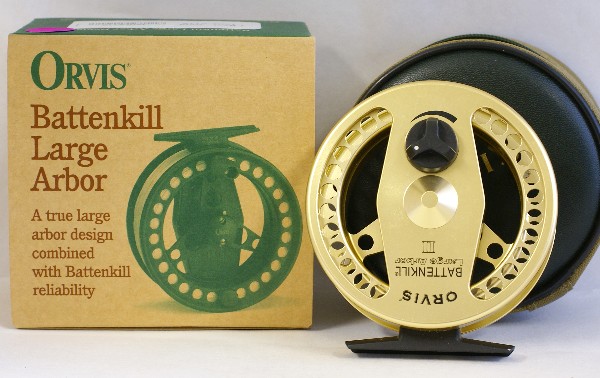 ORVIS®
Battenkill
Large
Arbor
A true large
arbor design
combined
with Battenkill
reliability
ORVIS®
BATTENKILL
Large Arbor
III